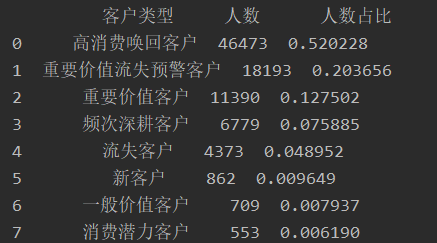 客户类型 人数 人数占比
0 高消费唤回客户 46473 0.520228
1 重要价值流失预警客户 18193 0.203656
2 重要价值客户 11390 0.127502
3 频次深耕客户 6779 0.075885
4 流失客户 4373 0.048952
5 新客户 862 0.009649
6 一般价值客户 709 0.007937
7 消费潜力客户 553 0.006190